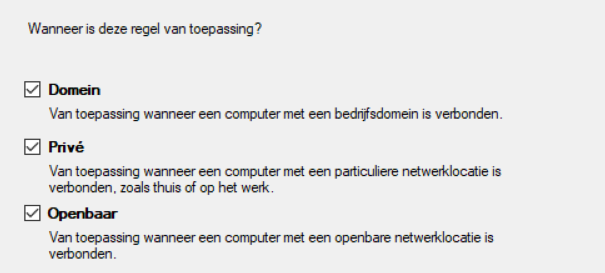 Wanneer is deze regel van toepassing?
Domein
Van toepassing wanneer een computer met een bedrijfsdomein is verbonden.
Privé
Van toepassing wanneer een computer met een particuliere netwerklocatie is
verbonden, zoals thuis of op het werk.
Openbaar
Van toepassing wanneer een computer met een openbare netwerklocatie is
verbonden.